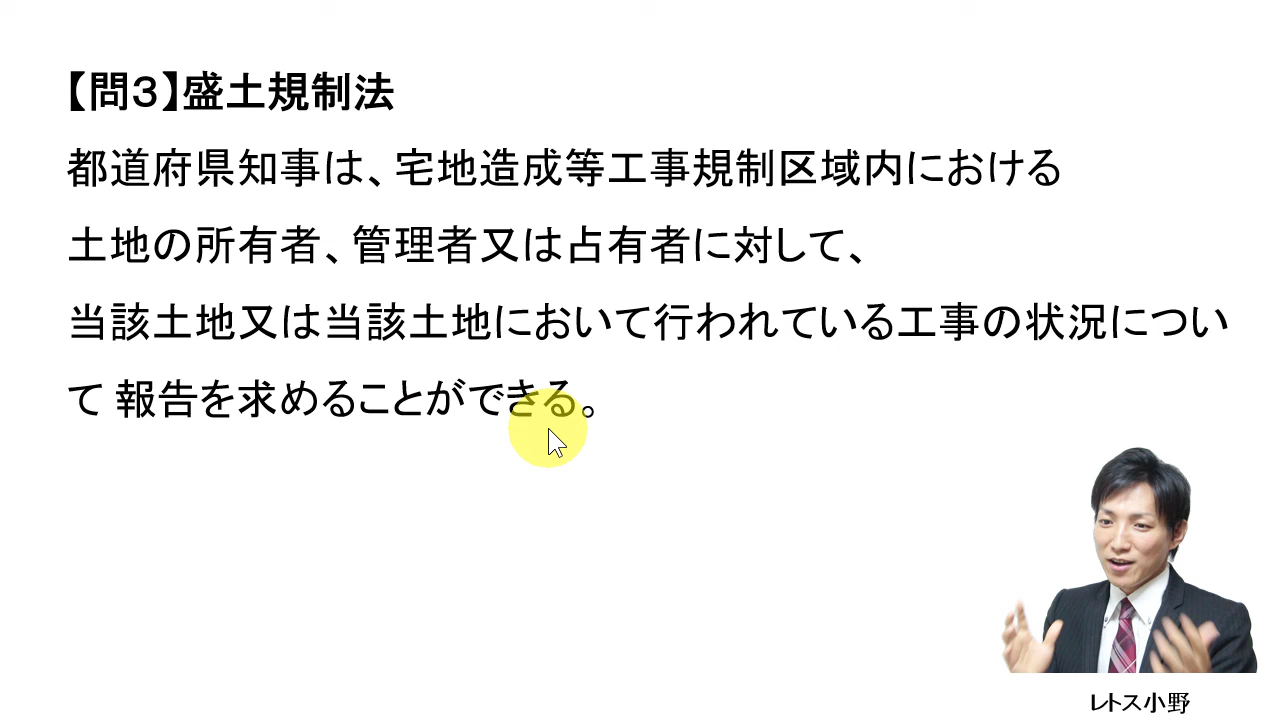 【問３】盛土規制法
都道府県知事は、宅地造成等工事規制区域内における
土地の所有者、管理者又は占有者に対して、
当該土地又は当該土地において行われている工事の状況につい
て 報告を求めることができる。
レトス小野